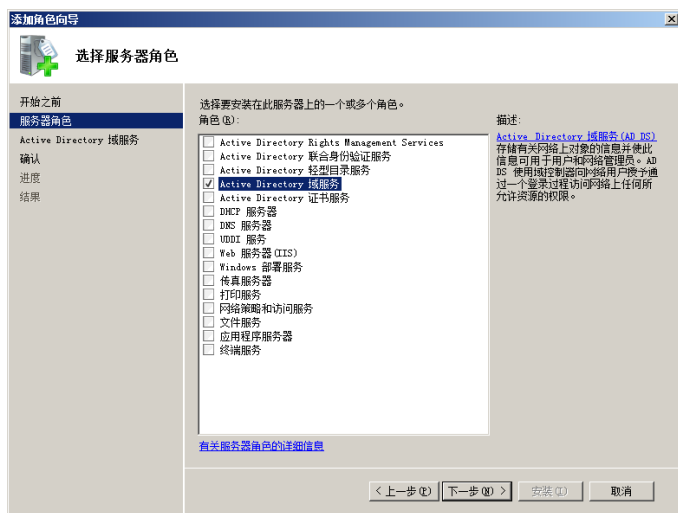 添加角色向导
选择服务器角色
开始之前
服务器角色
Active Directory 域服务
确认
进度
结果
选择要安装在此服务器上的一个或多个角色。
角色(R):
Active Directory Rights Management Services
Active Directory 联合身份验证服务
Active Directory 轻型目录服务
Active Directory 域服务
Active Directory 证书服务
DHCP 服务器
DNS 服务器
UDDI 服务
Web 服务器(IIS)
Windows 部署服务
传真服务器
打印服务
网络策略和访问服务
文件服务
应用程序服务器
终端服务
有关服务器角色的详细信息
描述:
Active Directory 域服务(AD DS)
存储有关网络上对象的信息并使此
信息可用于用户和网络管理员。AD
DS 使用域控制器向网络用户授予通
过一个登录过程访问网络上任何所
允许资源的权限。
< 上一步(P)
下一步(N) >
安装(I)
取消